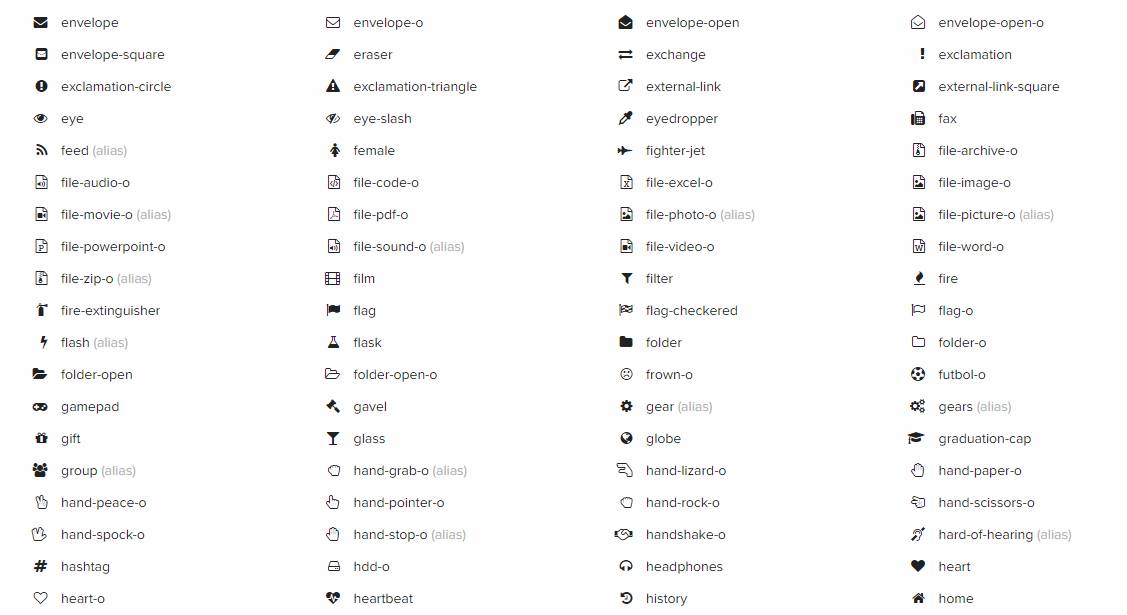 envelope envelope-o envelope-open envelope-open-o
envelope-square eraser exchange exclamation
exclamation-circle exclamation-triangle external-link external-link-square
eye eye-slash eyedropper fax
feed (alias) female fighter-jet file-archive-o
file-audio-o file-code-o file-excel-o file-image-o
file-movie-o (alias) file-pdf-o file-photo-o (alias) file-picture-o (alias)
file-powerpoint-o file-sound-o (alias) file-video-o file-word-o
file-zip-o (alias) film filter fire
fire-extinguisher flag flag-checkered flag-o
flash (alias) flask folder folder-o
folder-open folder-open-o frown-o futbol-o
gamepad gavel gear (alias) gears (alias)
gift glass globe graduation-cap
group (alias) hand-grab-o (alias) hand-lizard-o hand-paper-o
hand-peace-o hand-pointer-o hand-rock-o hand-scissors-o
hand-spock-o hand-stop-o (alias) handshake-o hard-of-hearing (alias)
hashtag hdd-o headphones heart
heart-o heartbeat history home